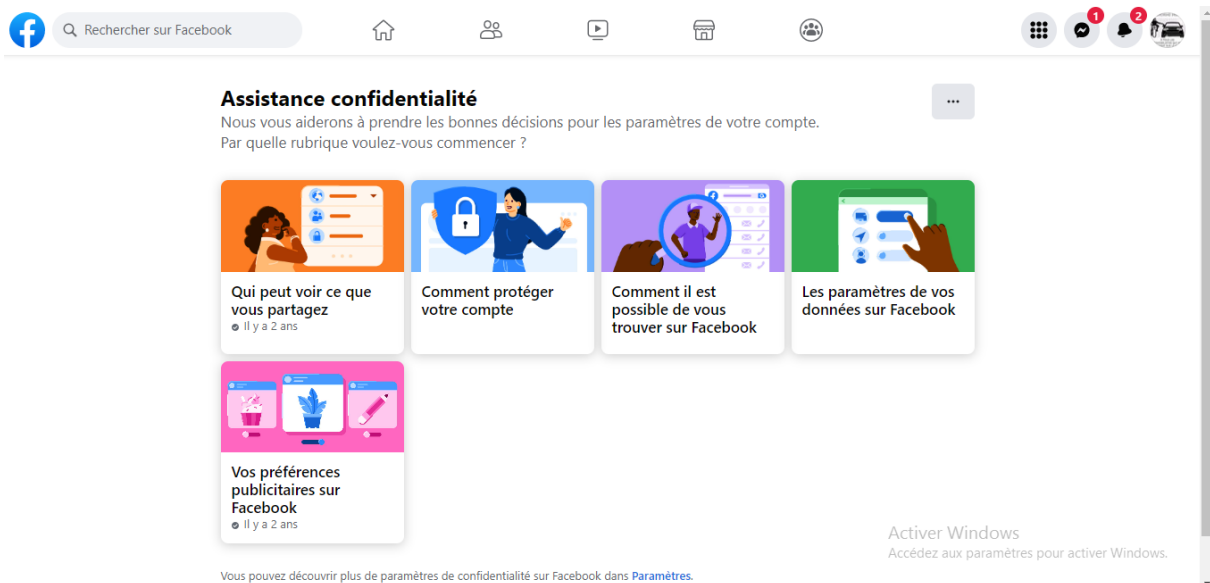 Rechercher sur Facebook
1
2
Assistance confidentialité
Nous vous aiderons à prendre les bonnes décisions pour les paramètres de votre compte.
Par quelle rubrique voulez-vous commencer ?
Qui peut voir ce que
vous partagez
Il y a 2 ans
Comment protéger
votre compte
Comment il est
possible de vous
trouver sur Facebook
Les paramètres de vos
données sur Facebook
Vos préférences
publicitaires sur
Facebook
Il y a 2 ans
Activer Windows
Accédez aux paramètres pour activer Windows.
Vous pouvez découvrir plus de paramètres de confidentialité sur Facebook dans Paramètres.